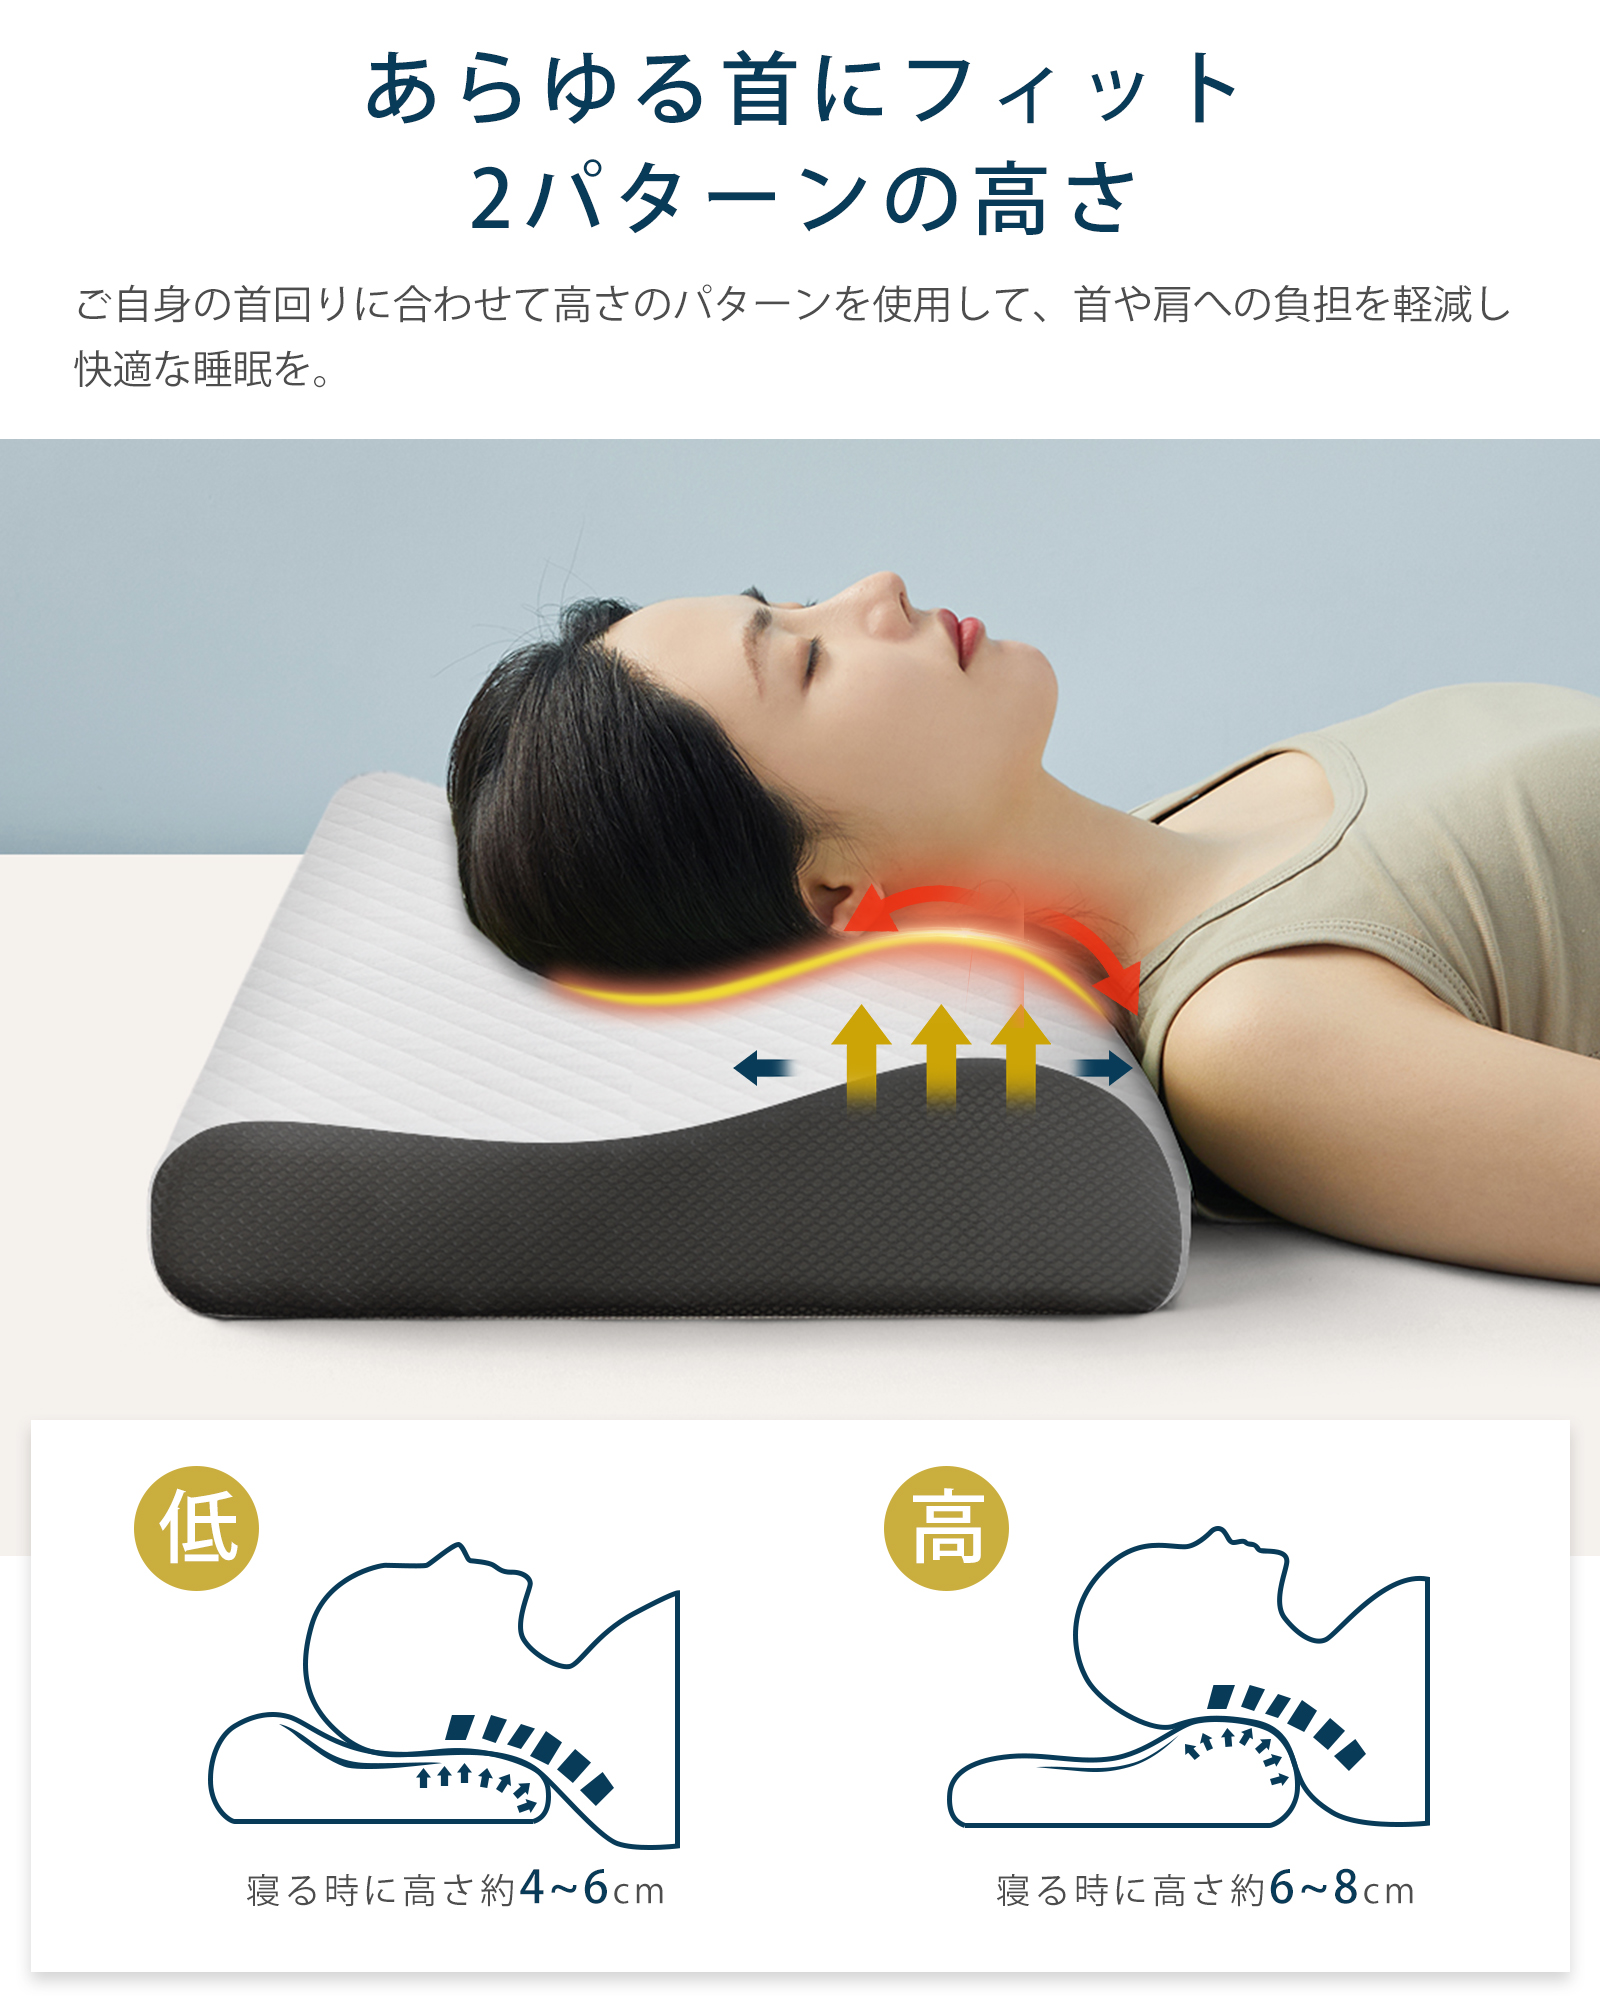 あらゆる首にフィット
2パターンの高さ
ご自身の首回りに合わせて高さのパターンを使用して、首や肩への負担を軽減し
快適な睡眠を。
低
高
寝る時に高さ約4~6cm
寝る時に高さ約6~8cm